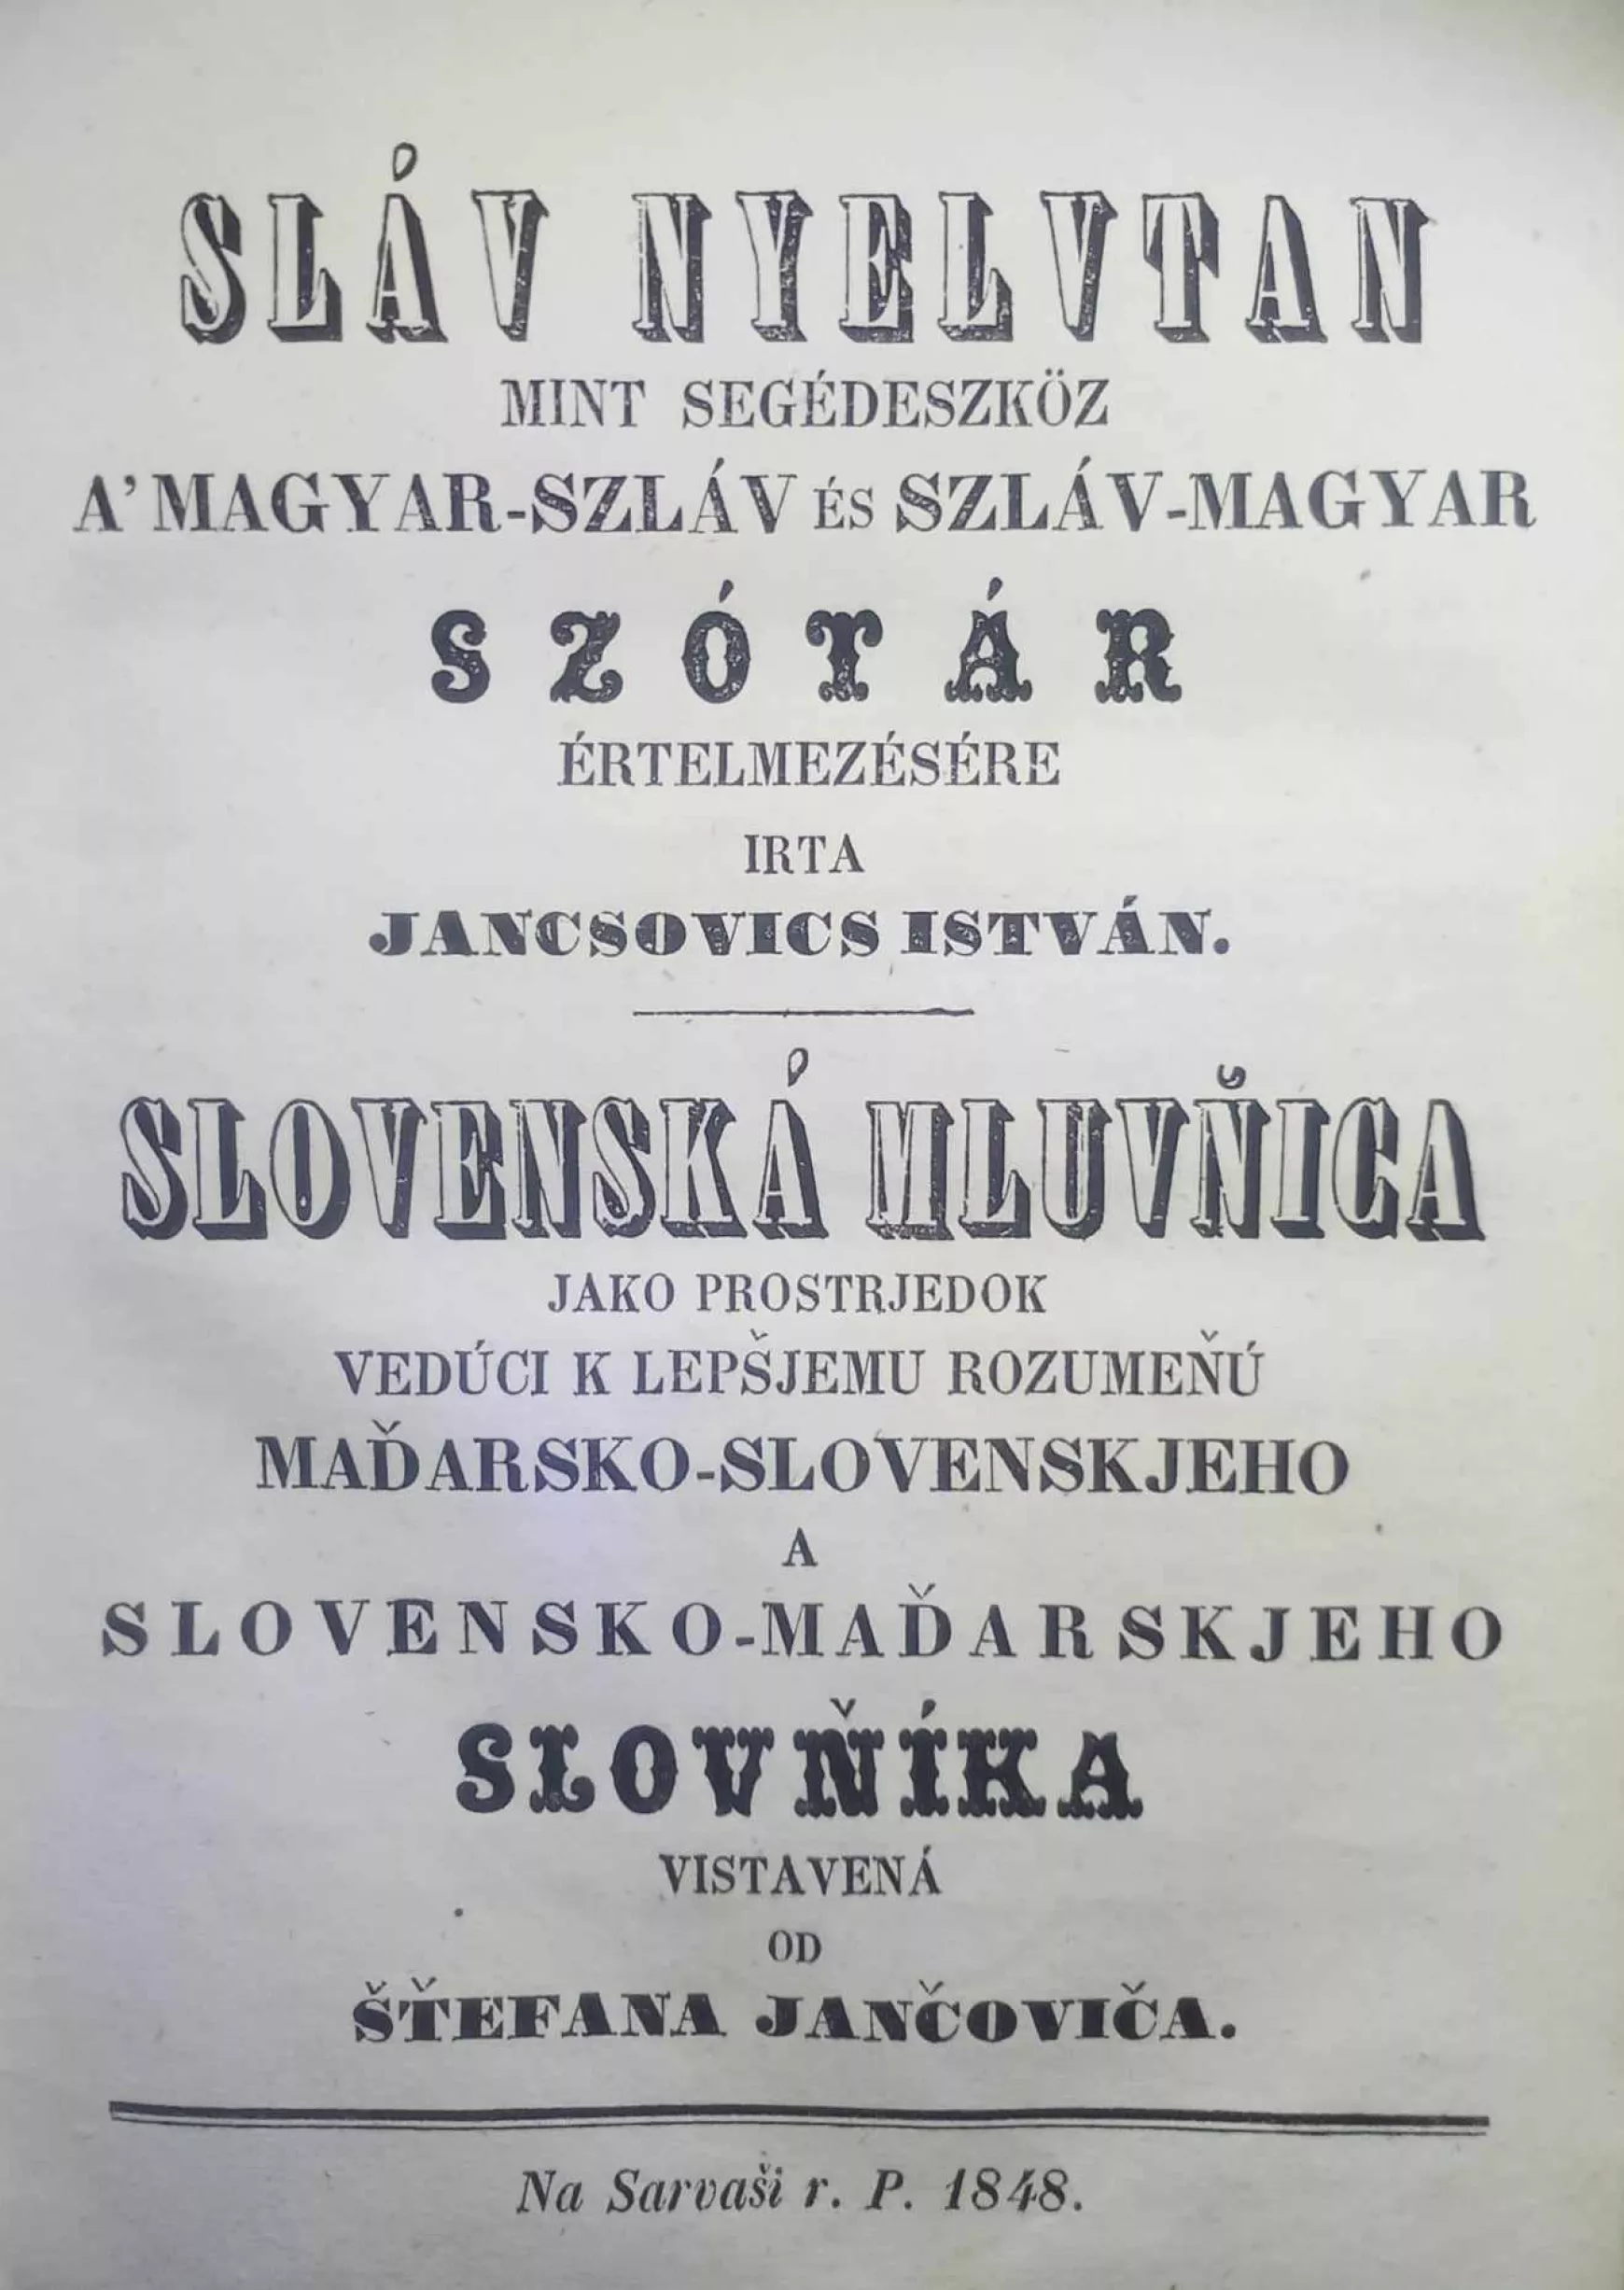 SLÁV NYELVTAN
MINT SEGÉDESZKÖZ
A' MAGYAR-SZLÁV ÉS SZLÁV-MAGYAR
SZÓTÁR
ÉRTELMEZÉSÉRE
IRTA
JANCSOVICS ISTVÁN.
SLOVENSKÁ MLUVŇICA
JAKO PROSTRJEDOK
VEDÚCI K LEPŠJEMU ROZUMEŇÚ
MAĎARSKO-SLOVENSKJEHO
A
SLOVENSKO-MAĎARSKJEHO
SLOVŇÍKA
VISTAVENÁ
OD
ŠŤEFANA JANČOVIČA.
Na Sarvaši r. P. 1848.